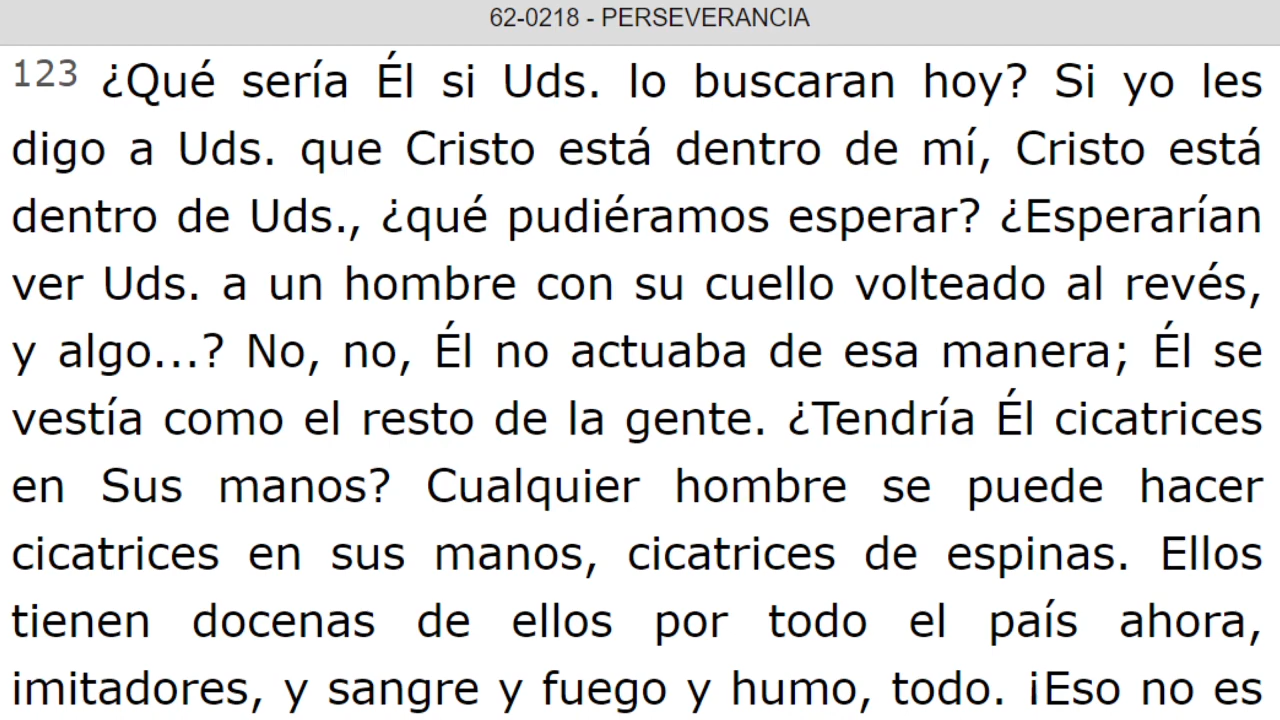 62-0218 - PERSEVERANCIA
123 ¿Qué sería Él si Uds. lo buscaran hoy? Si yo les
digo a Uds. que Cristo está dentro de mí, Cristo está
dentro de Uds., ¿qué pudiéramos esperar? ¿Esperarían
ver Uds. a un hombre con su cuello volteado al revés,
y algo...? No, no, Él no actuaba de esa manera; Él se
vestía como el resto de la gente. ¿Tendría Él cicatrices
en Sus manos? Cualquier hombre se puede hacer
cicatrices en sus manos, cicatrices de espinas. Ellos
tienen docenas de ellos por todo el país ahora,
imitadores, y sangre y fuego y humo, todo. ¡Eso no es